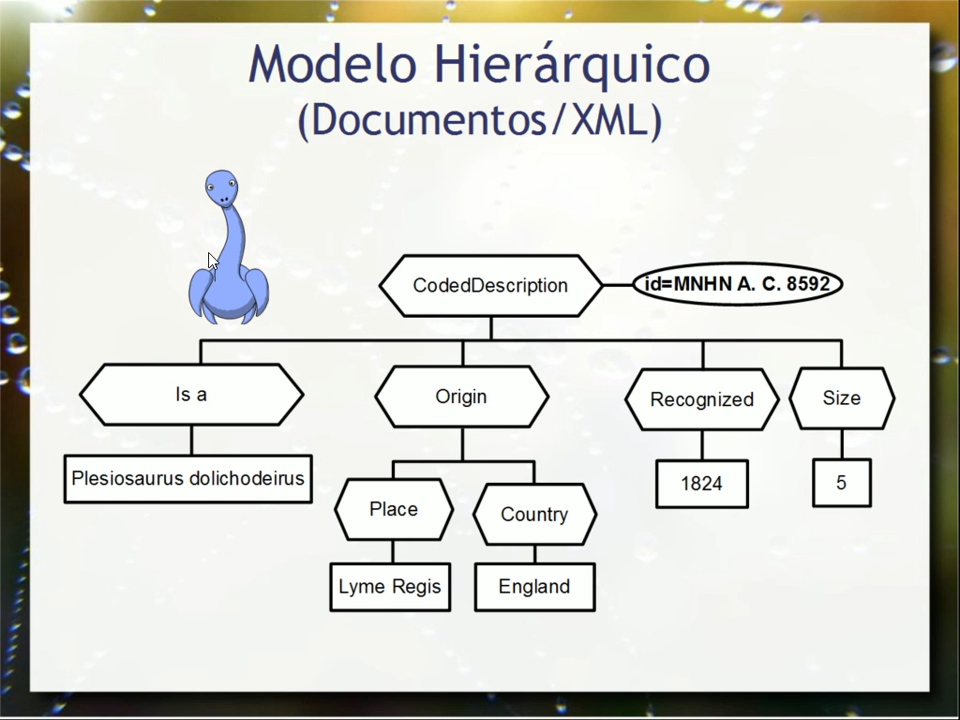 Modelo Hierárquico
(Documentos/XML)
CodedDescription
id=MNHN A. C. 8592
Is a
Origin
Recognized
Size
Plesiosaurus dolichodeirus
1824
5
Place
Country
Lyme Regis
England